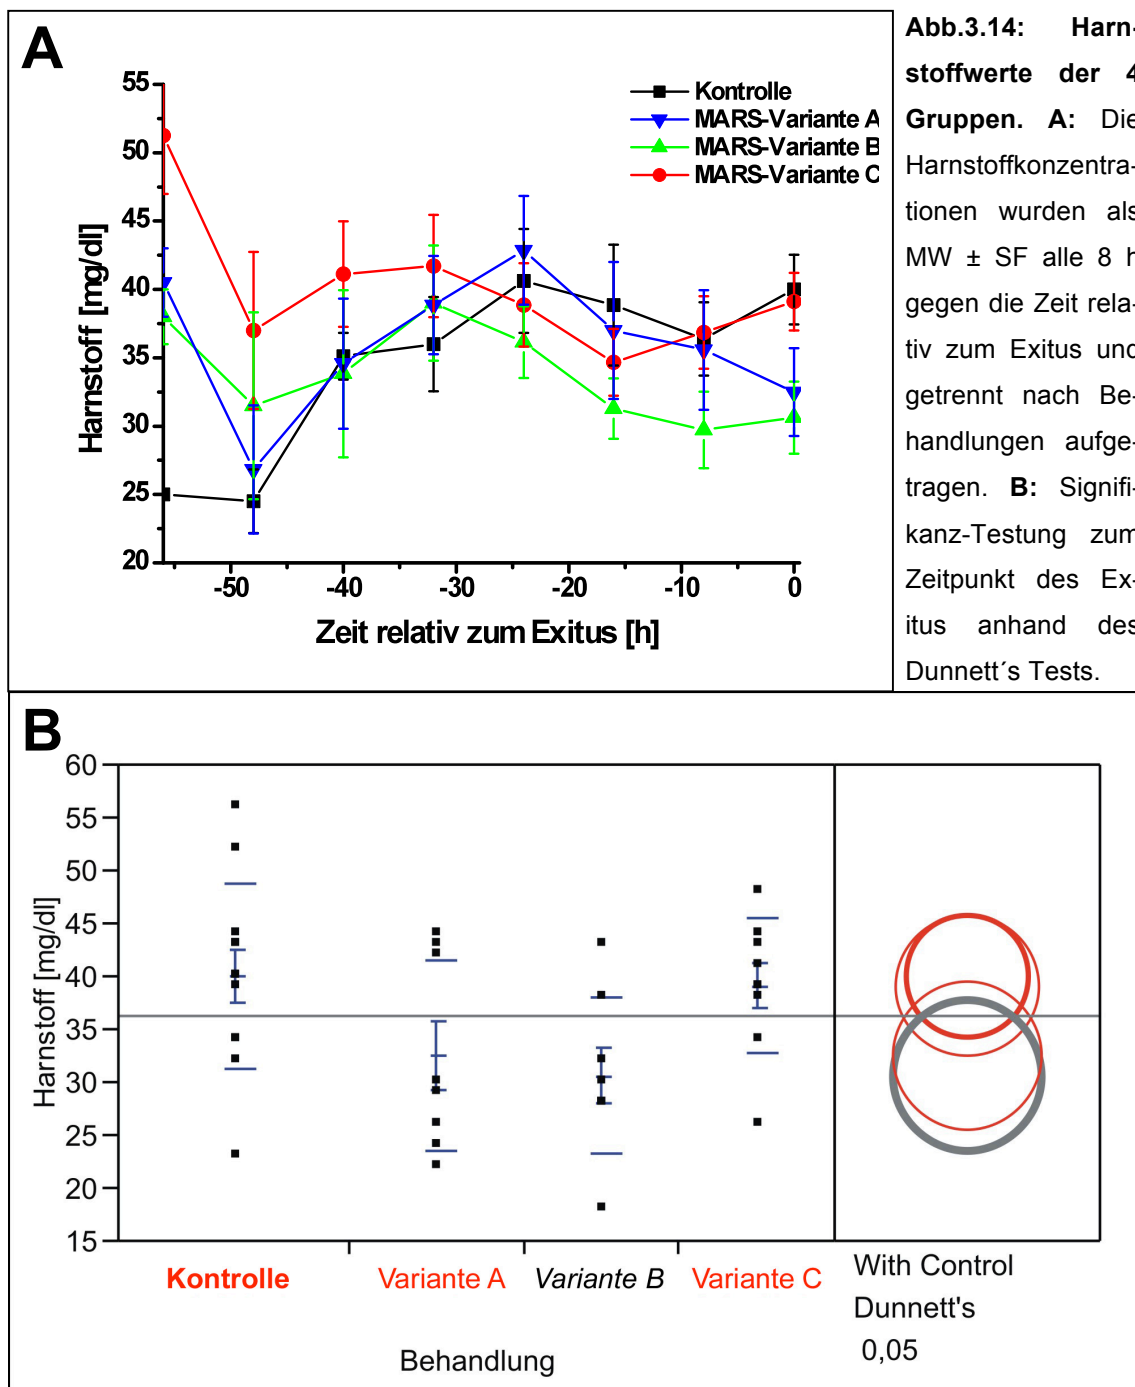 A
Kontrolle
MARS-Variante A
MARS-Variante B
MARS-Variante C
Harnstoff [mg/dl]
55
50
45
40
35
30
25
20
-50
-40
-30
-20
-10
0
Zeit relativ zum Exitus [h]
Abb.3.14: Harn-
stoffwerte der 4
Gruppen. A: Die
Harnstoffkonzentra-
tionen wurden als
MW ± SF alle 8 h
gegen die Zeit rela-
tiv zum Exitus und
getrennt nach Be-
handlungen aufge-
tragen. B: Signifi-
kanz-Testung zum
Zeitpunkt des Ex-
itus anhand des
Dunnett´s Tests.
B
Harnstoff [mg/dl]
60
55
50
45
40
35
30
25
20
15
Kontrolle
Variante A
Variante B
Variante C
With Control
Dunnett's
0,05
Behandlung